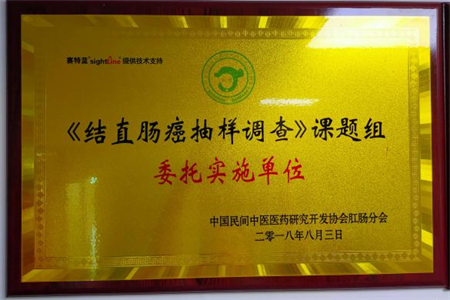 赛特蓝 sightline 提供技术支持
《结直肠癌抽样调查》课题组
委托实施单位
中国民间中医医药研究开发协会肛肠分会
二零一八年八月三日